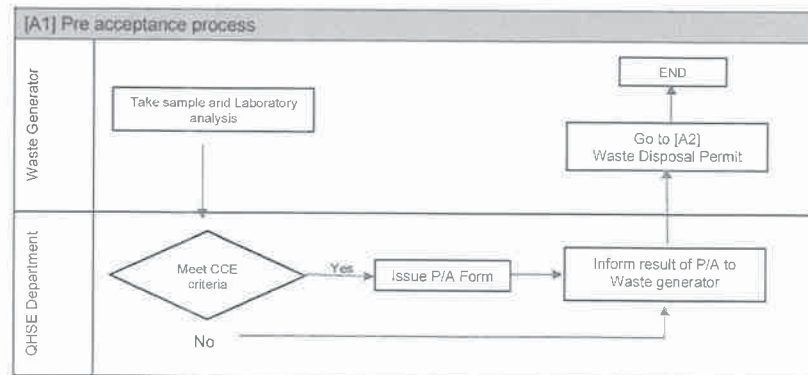 [A1] Pre acceptance process
Waste Generator
Take sample and Laboratory
analysis
END
Go to [A2]
Waste Disposal Permit
QHSE Department
Meet CCE
criteria
Yes
Issue P/A Form
Inform result of P/A to
Waste generator
No